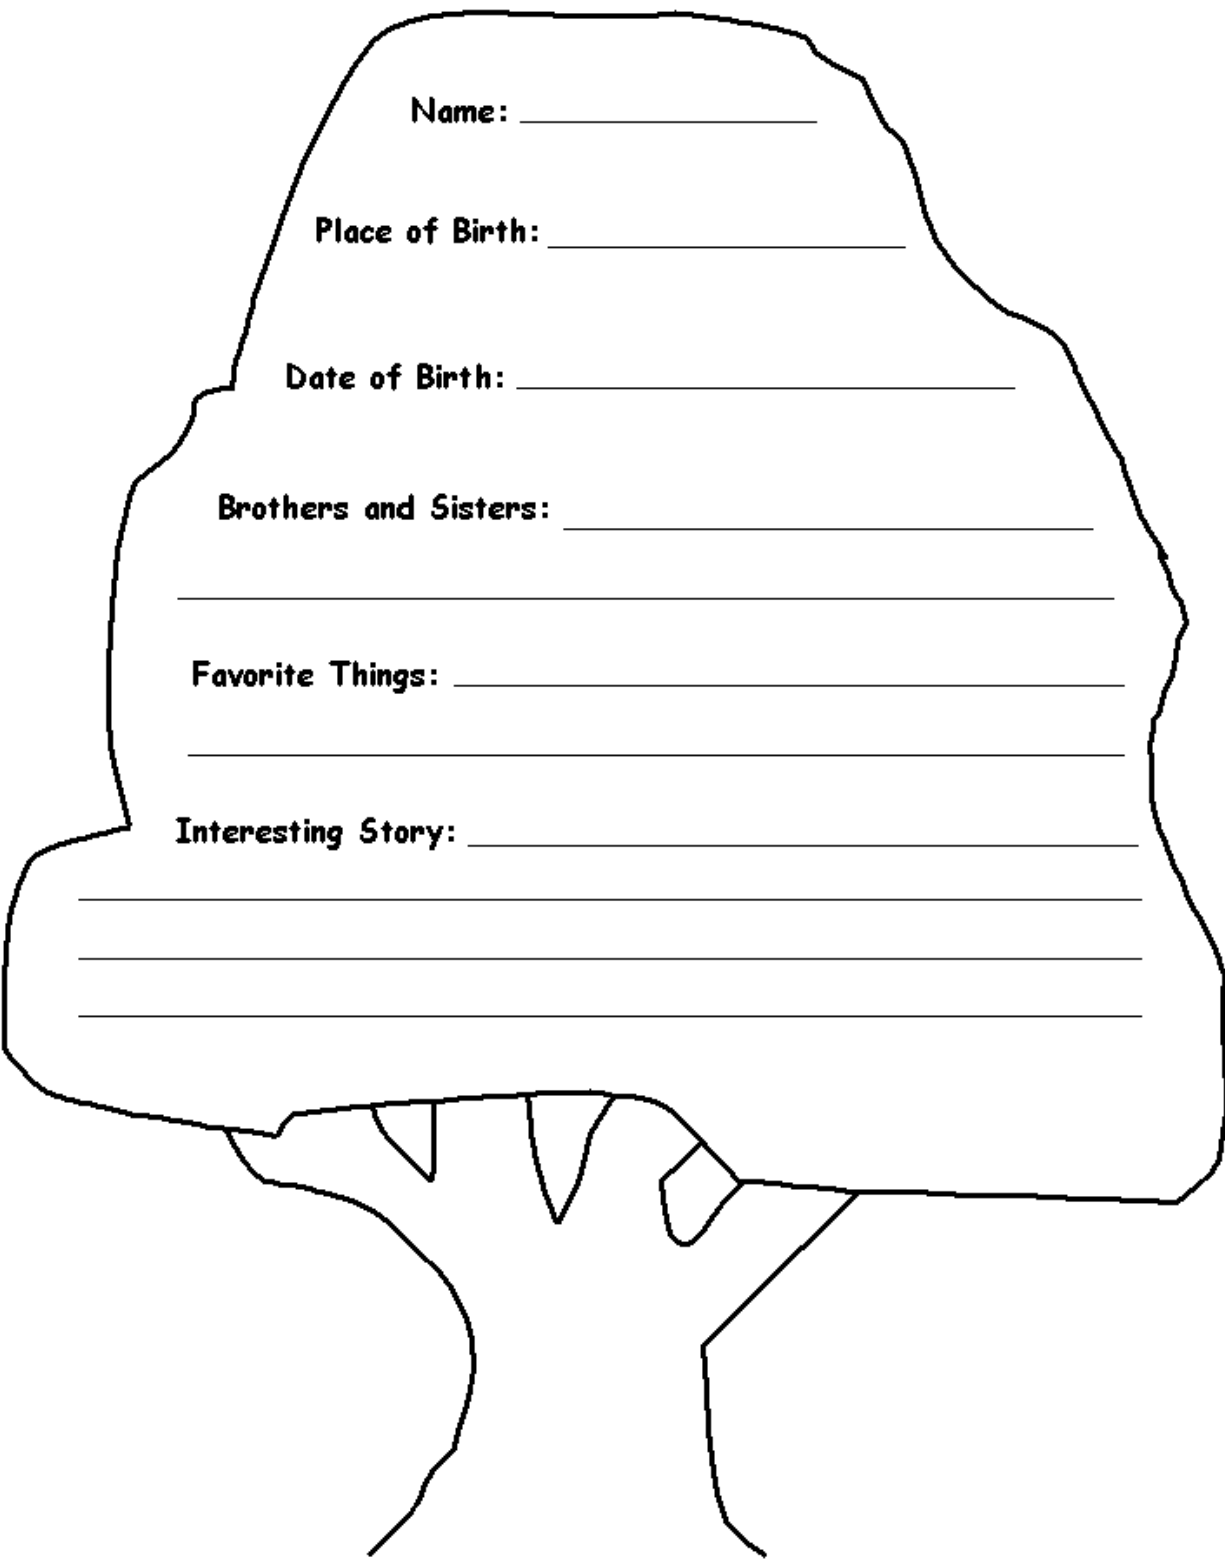 Name:
Place of Birth:
Date of Birth:
Brothers and Sisters:
Favorite Things:
Interesting Story: